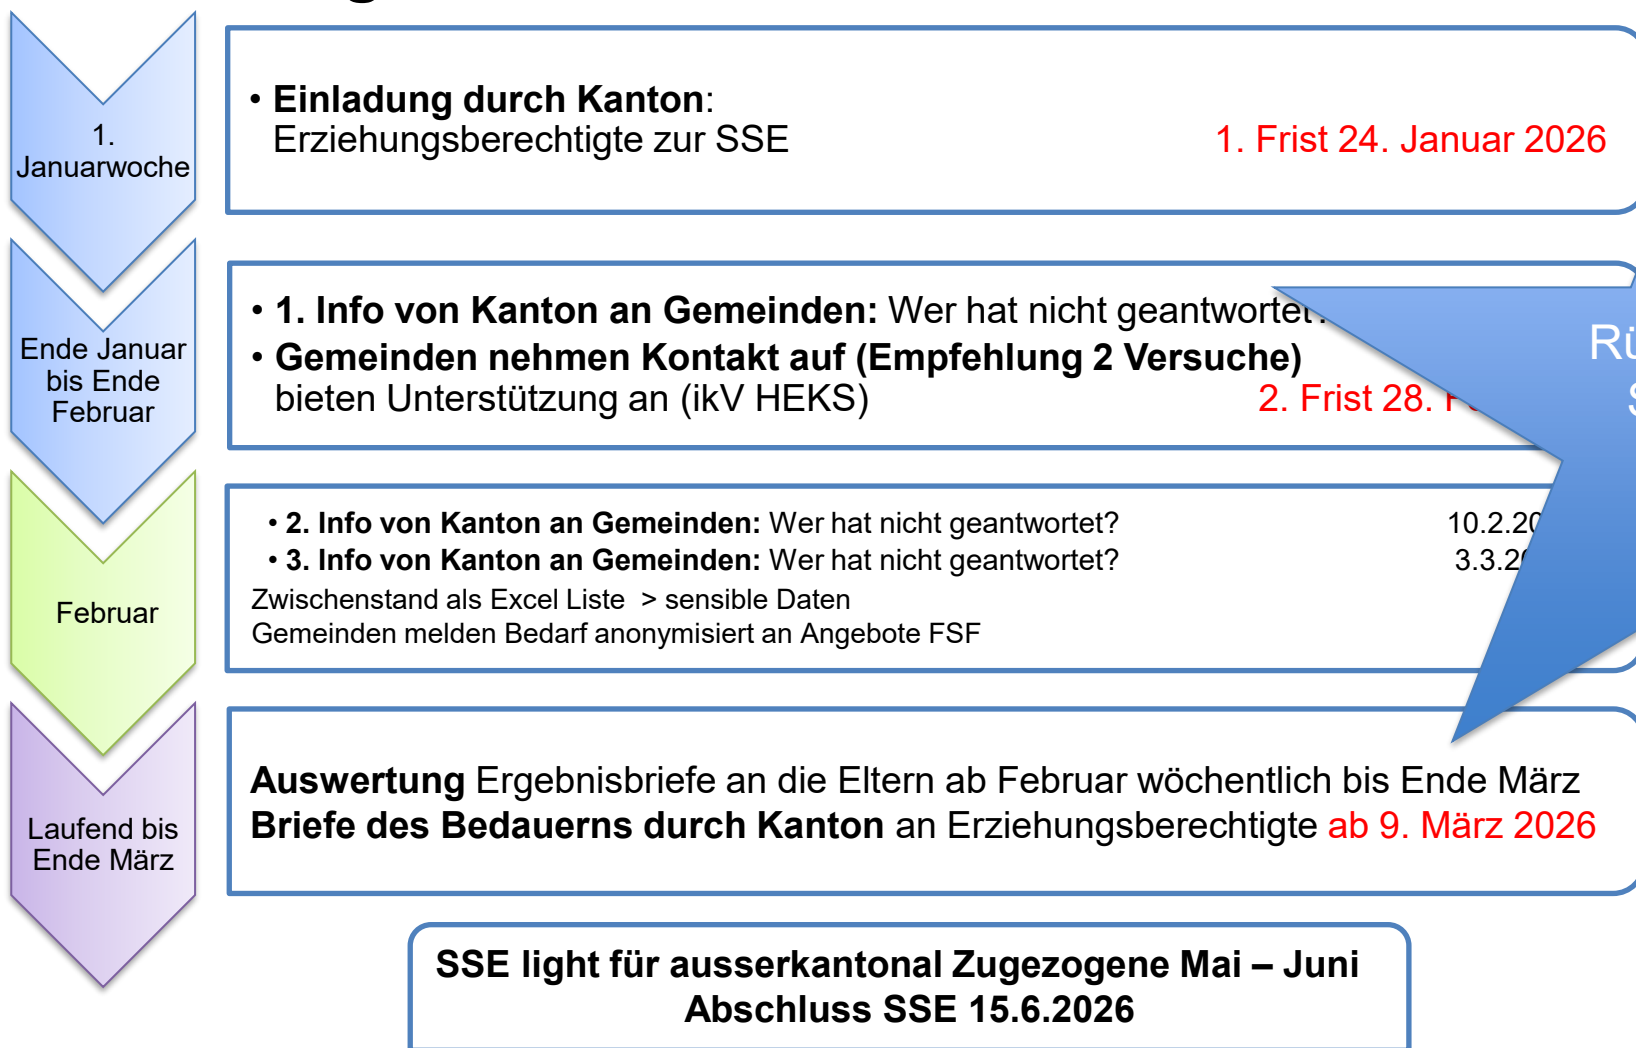 1.
Januarwoche
• Einladung durch Kanton:
Erziehungsberechtigte zur SSE 1. Frist 24. Januar 2026
Ende Januar
bis Ende
Februar
• 1. Info von Kanton an Gemeinden: Wer hat nicht geantwortet?
• Gemeinden nehmen Kontakt auf (Empfehlung 2 Versuche)
bieten Unterstützung an (ikV HEKS) 2. Frist 28.
Februar
• 2. Info von Kanton an Gemeinden: Wer hat nicht geantwortet? 10.2.20
• 3. Info von Kanton an Gemeinden: Wer hat nicht geantwortet? 3.3.2
Zwischenstand als Excel Liste > sensible Daten
Gemeinden melden Bedarf anonymisiert an Angebote FSF
Laufend bis
Ende März
Auswertung Ergebnisbriefe an die Eltern ab Februar wöchentlich bis Ende März
Briefe des Bedauerns durch Kanton an Erziehungsberechtigte ab 9. März 2026
SSE light für ausserkantonal Zugezogene Mai – Juni
Abschluss SSE 15.6.2026